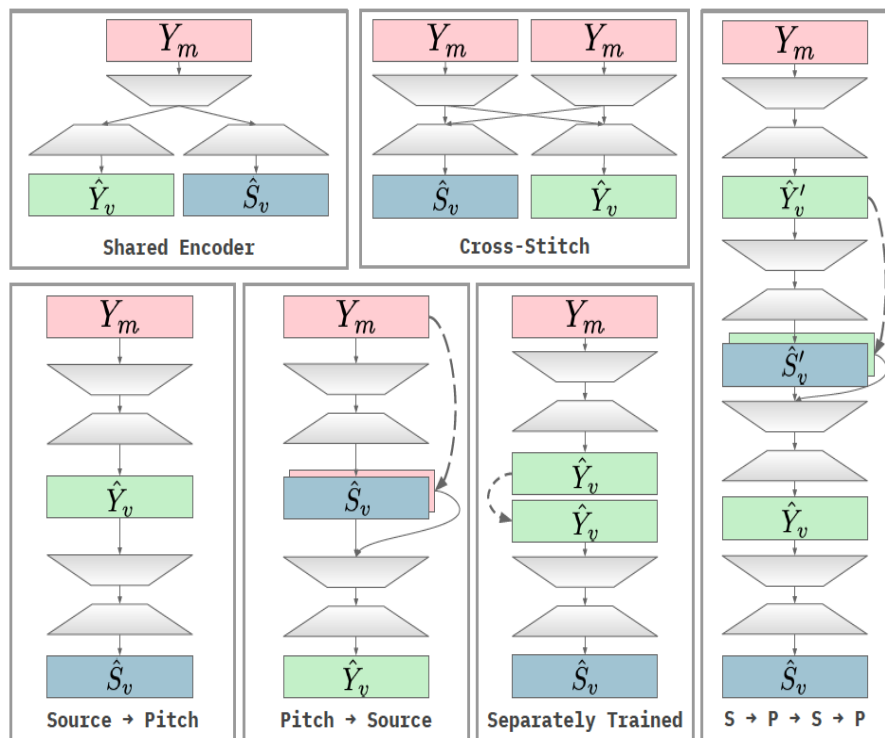 Y_m
Ŷ_v Ŝ_v
Shared Encoder
Y_m Y_m
Ŝ_v Ŷ_v
Cross-Stitch
Y_m
Ŷ′_v
Ŝ′_v
Ŷ_v
Ŝ_v
S → P → S → P
Y_m
Ŷ_v
Ŝ_v
Source → Pitch
Y_m
Ŝ_v
Ŷ_v
Pitch → Source
Y_m
Ŷ_v
Ŷ_v
Ŝ_v
Separately Trained